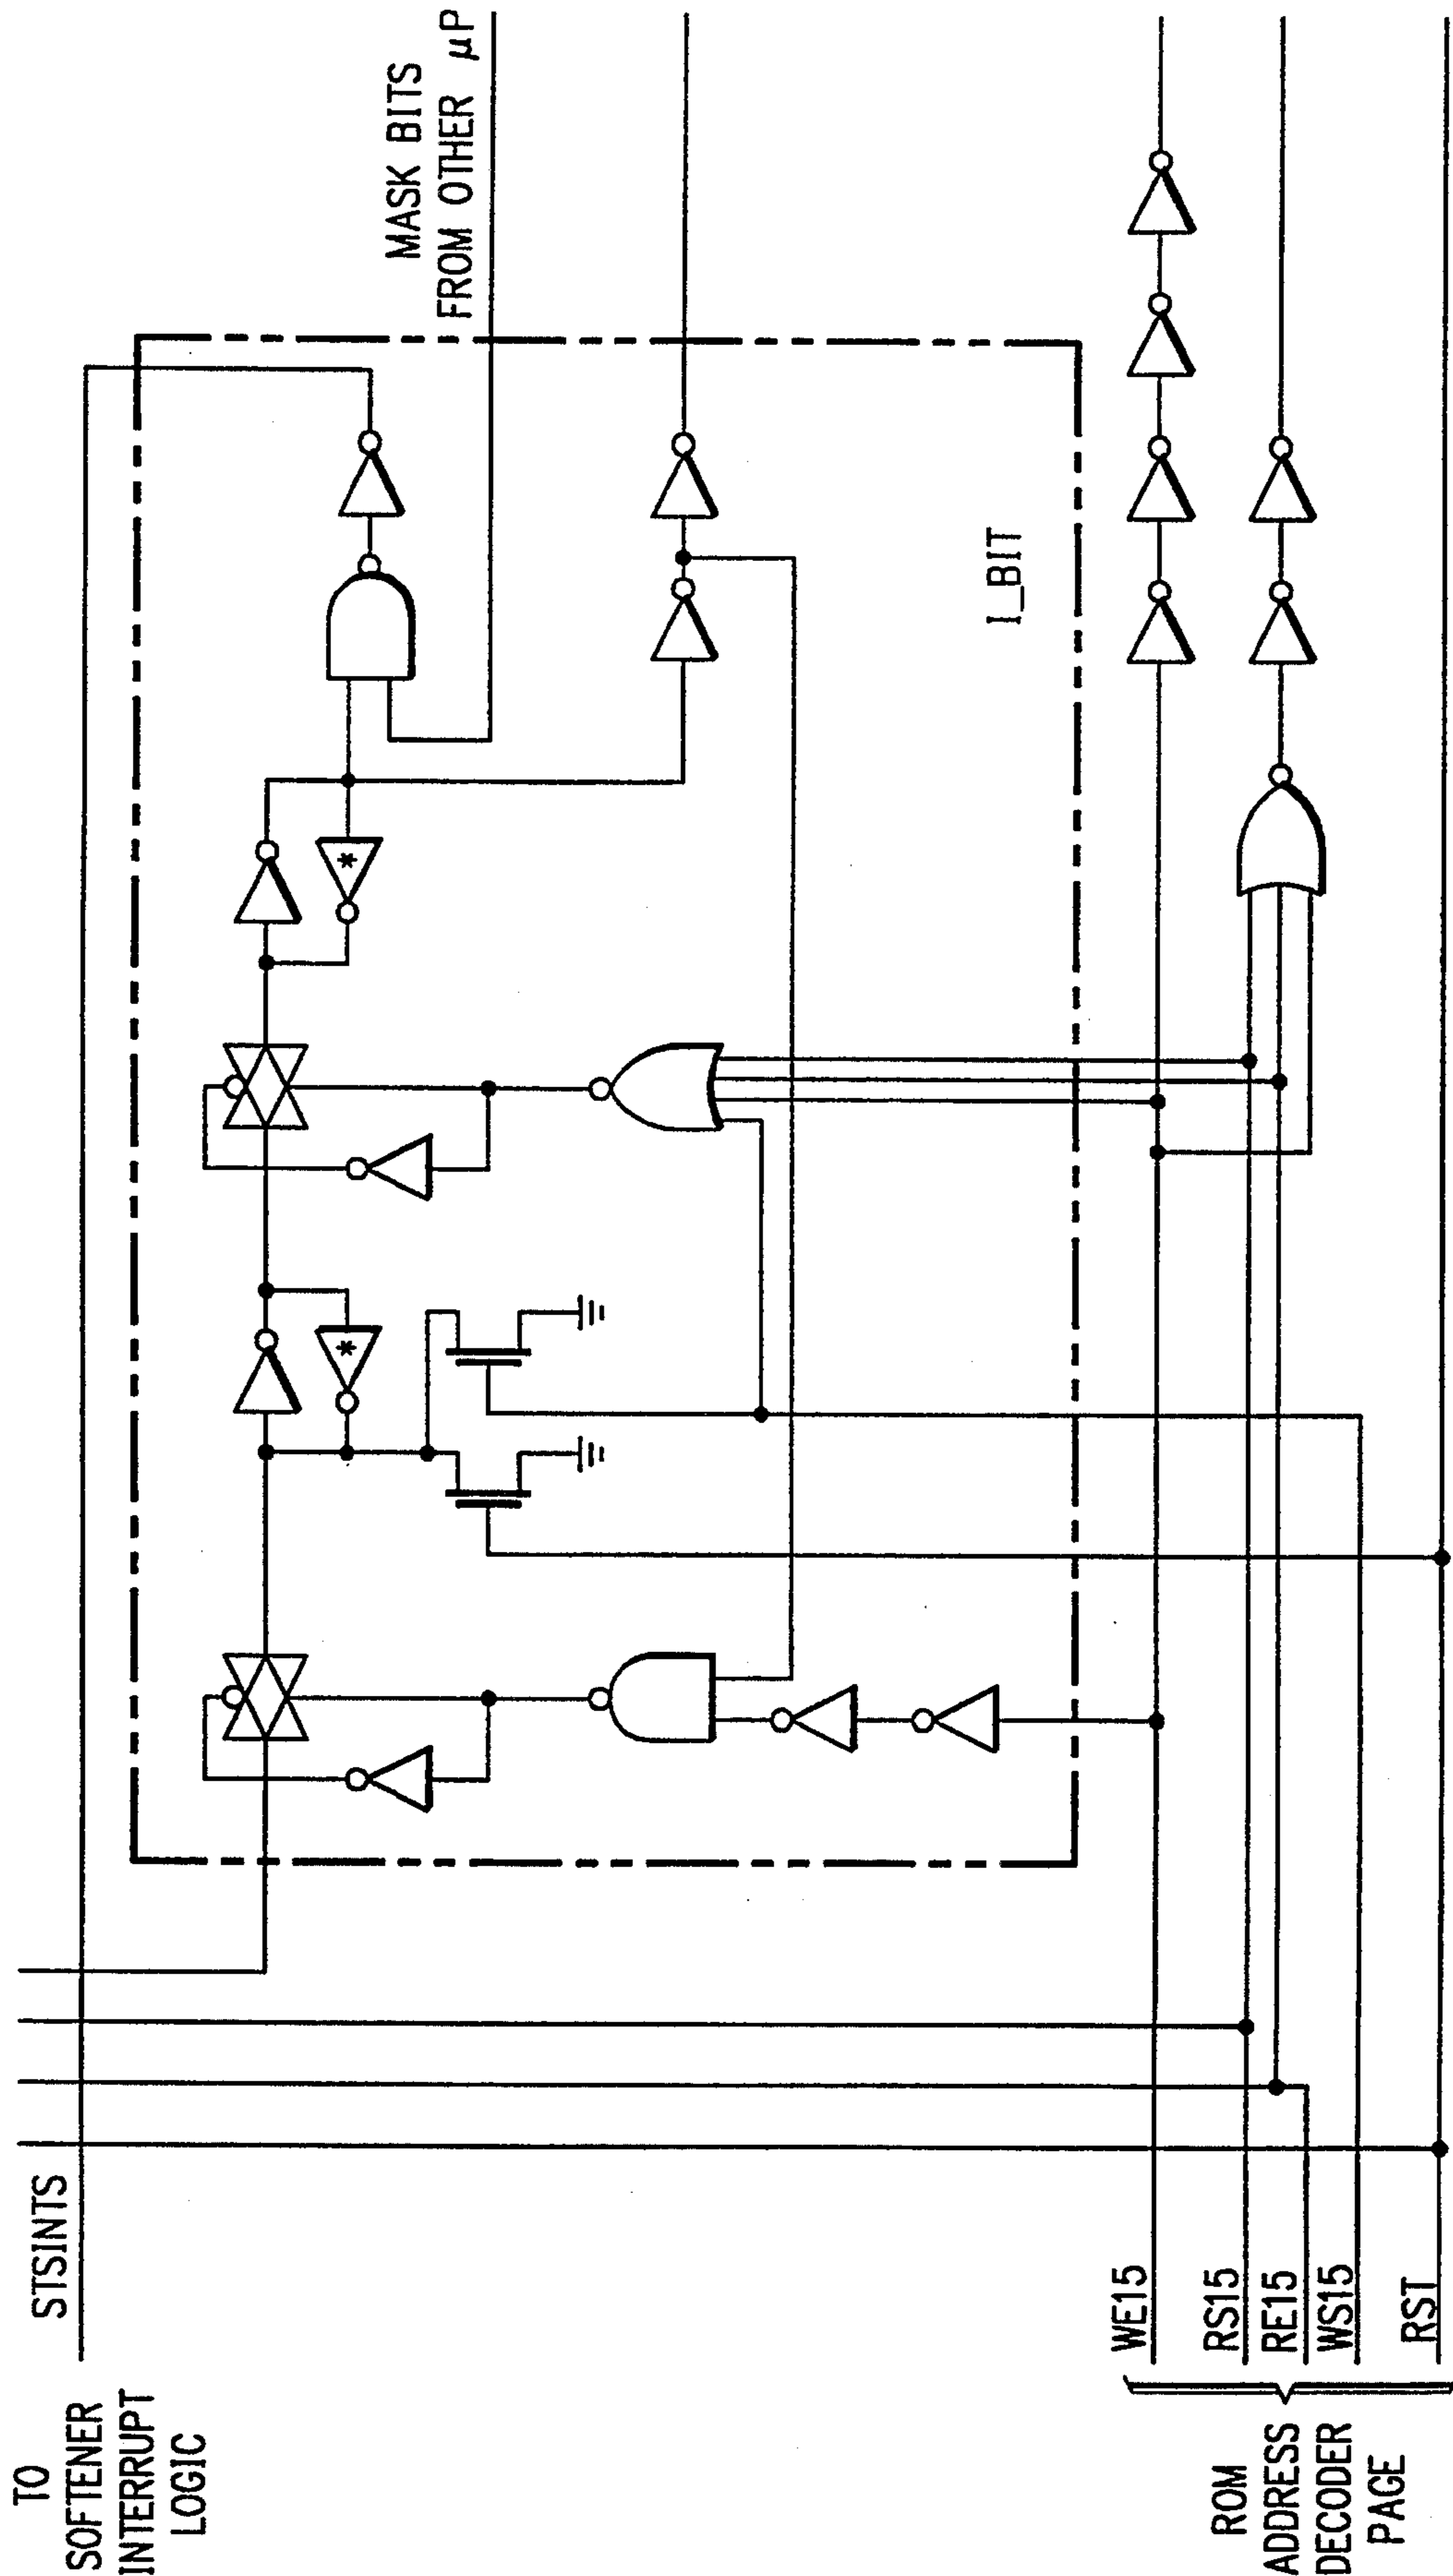 TO
SOFTENER
INTERRUPT
LOGIC
STSINTS
MASK BITS
FROM OTHER µP
I_BIT
*
*
ROM
ADDRESS
DECODER
PAGE
WE15
RS15
RE15
WS15
RST